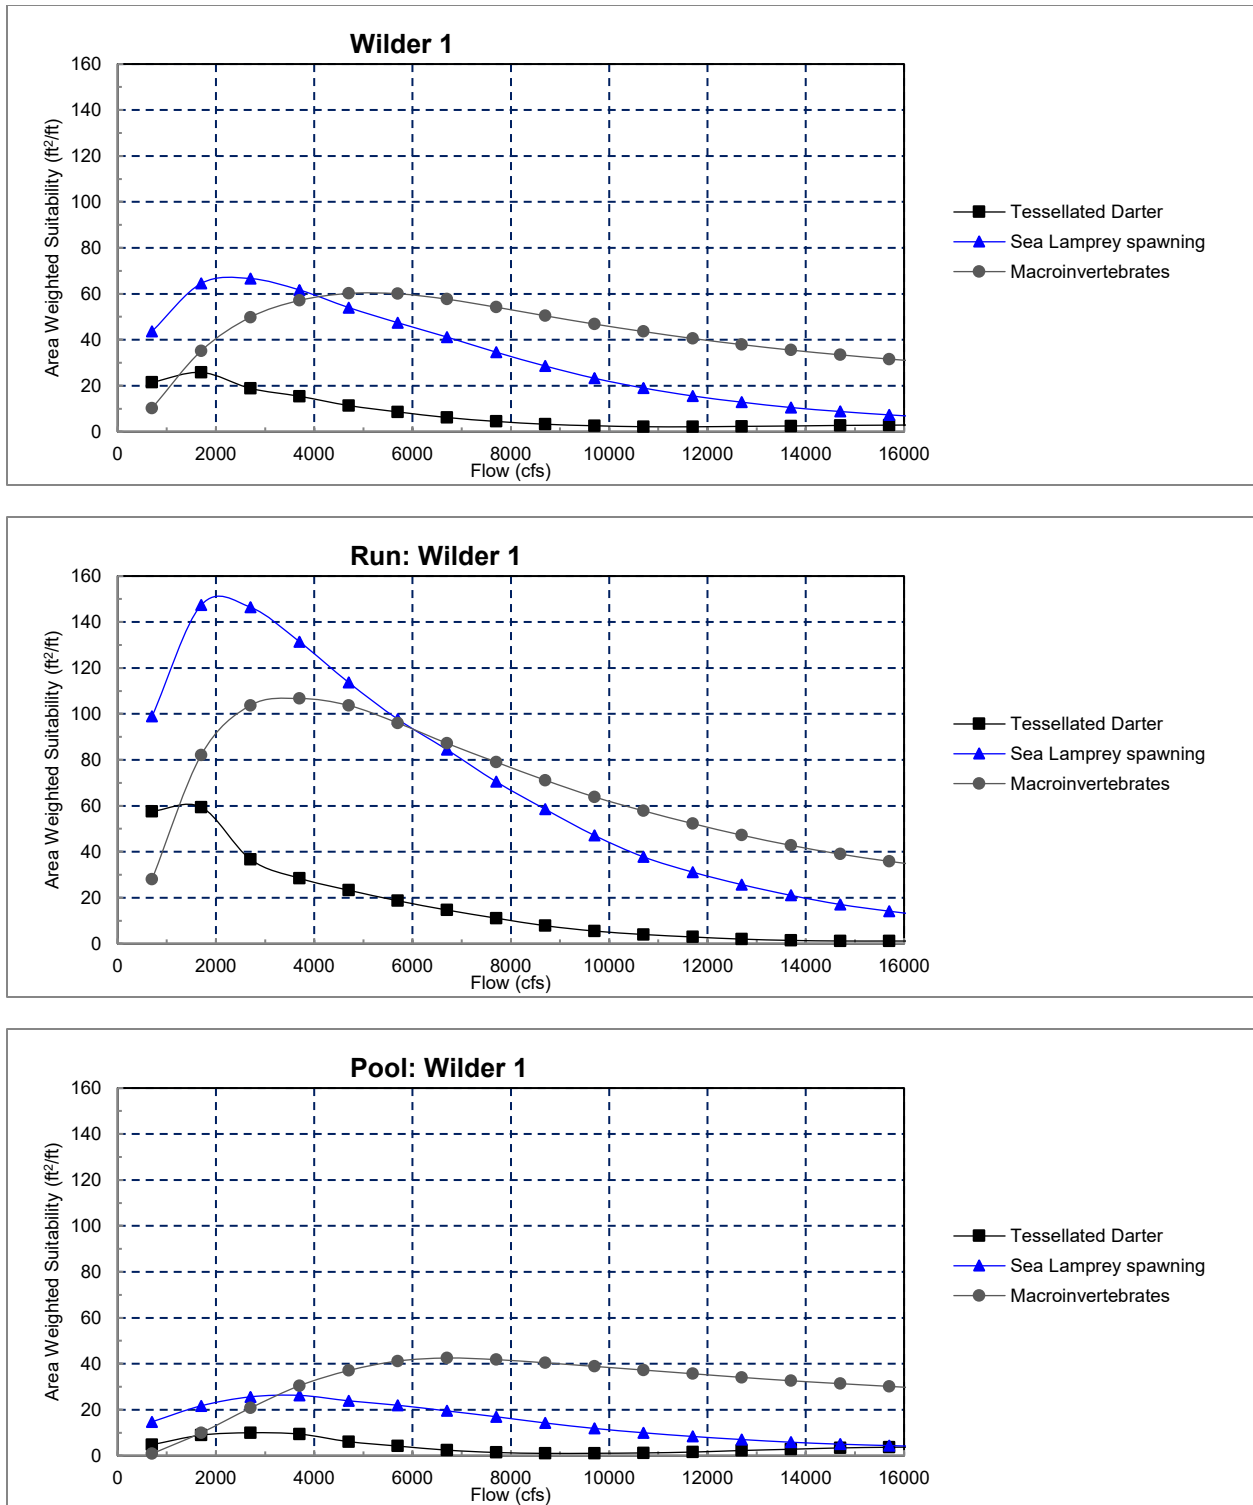 Wilder 1
Area Weighted Suitability (ft²/ft)
160
140
120
100
80
60
40
20
0
0 2000 4000 6000 8000 10000 12000 14000 16000
Flow (cfs)
Tessellated Darter
Sea Lamprey spawning
Macroinvertebrates
Run: Wilder 1
Area Weighted Suitability (ft²/ft)
160
140
120
100
80
60
40
20
0
0 2000 4000 6000 8000 10000 12000 14000 16000
Flow (cfs)
Tessellated Darter
Sea Lamprey spawning
Macroinvertebrates
Pool: Wilder 1
Area Weighted Suitability (ft²/ft)
160
140
120
100
80
60
40
20
0
0 2000 4000 6000 8000 10000 12000 14000 16000
Flow (cfs)
Tessellated Darter
Sea Lamprey spawning
Macroinvertebrates